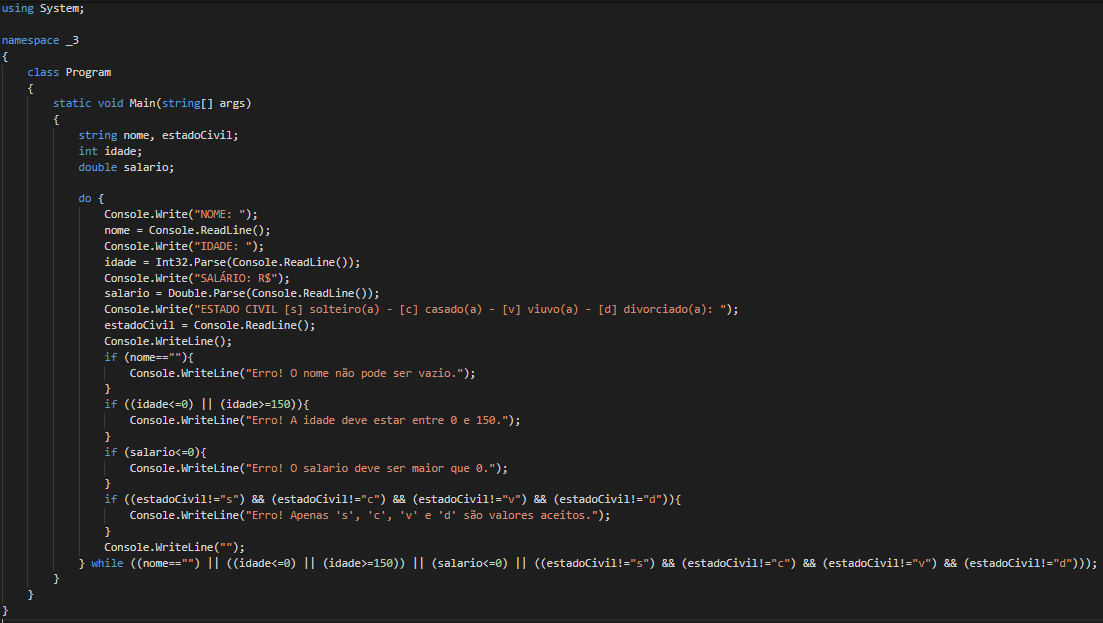 using System;
namespace _3
{
class Program
{
static void Main(string[] args)
{
string nome, estadoCivil;
int idade;
double salario;
do {
Console.Write("NOME: ");
nome = Console.ReadLine();
Console.Write("IDADE: ");
idade = Int32.Parse(Console.ReadLine());
Console.Write("SALÁRIO: R$");
salario = Double.Parse(Console.ReadLine());
Console.Write("ESTADO CIVIL [s] solteiro(a) - [c] casado(a) - [v] viuvo(a) - [d] divorciado(a): ");
estadoCivil = Console.ReadLine();
Console.WriteLine();
if (nome==""){
Console.WriteLine("Erro! O nome não pode ser vazio.");
}
if ((idade<=0) || (idade>=150)){
Console.WriteLine("Erro! A idade deve estar entre 0 e 150.");
}
if (salario<=0){
Console.WriteLine("Erro! O salario deve ser maior que 0.");
}
if ((estadoCivil!="s") && (estadoCivil!="c") && (estadoCivil!="v") && (estadoCivil!="d")){
Console.WriteLine("Erro! Apenas 's', 'c', 'v' e 'd' são valores aceitos.");
}
Console.WriteLine("");
} while ((nome=="") || ((idade<=0) || (idade>=150)) || (salario<=0) || ((estadoCivil!="s") && (estadoCivil!="c") && (estadoCivil!="v") && (estadoCivil!="d")));
}
}
}